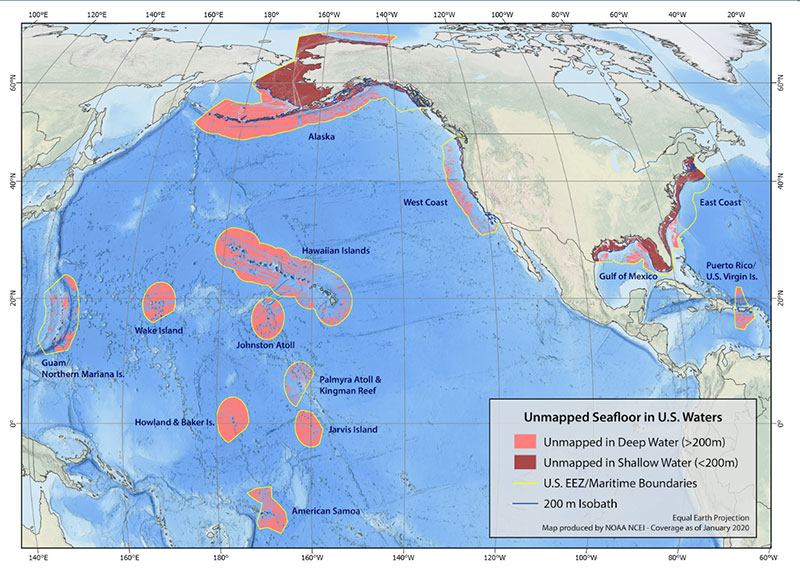 100°E 120°E 140°E 160°E 180° 160°W 140°W 120°W 100°W 80°W 60°W 40°W 20°W
60°N
60°N
Alaska
40°N
40°N
West Coast
East Coast
Hawaiian Islands
Gulf of Mexico
Puerto Rico/
U.S. Virgin Is.
20°N
20°N
Wake Island
Johnston Atoll
Guam/
Northern Mariana Is.
Palmyra Atoll &
Kingman Reef
Howland & Baker Is.
Jarvis Island
0°
0°
American Samoa
Unmapped Seafloor in U.S. Waters
Unmapped in Deep Water (>200m)
Unmapped in Shallow Water (<200m)
U.S. EEZ/Maritime Boundaries
200 m Isobath
Equal Earth Projection
Map produced by NOAA NCEI - Coverage as of January 2020
140°E 160°E 180° 160°W 140°W 120°W 100°W 80°W 60°W